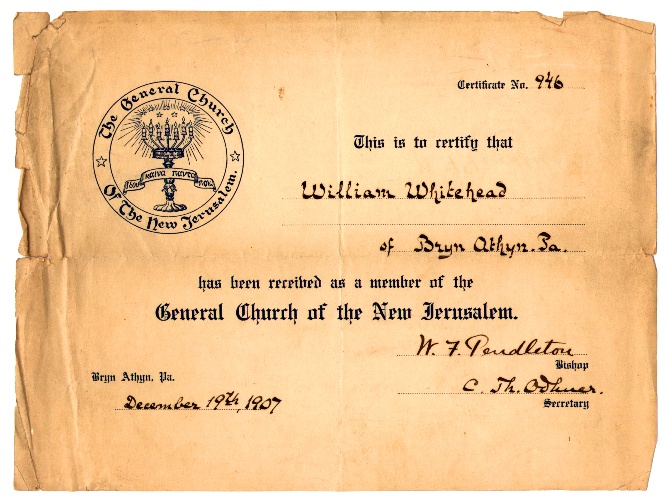 The General Church
Of The New Jerusalem.
Certificate No. 946
This is to certify that
William Whitehead
of Bryn Athyn. Pa.
has been received as a member of the
General Church of the New Jerusalem.
W. F. Pendleton
Bishop
C. Th. Odhner.
Secretary
Bryn Athyn, Pa.
December 19th, 1907